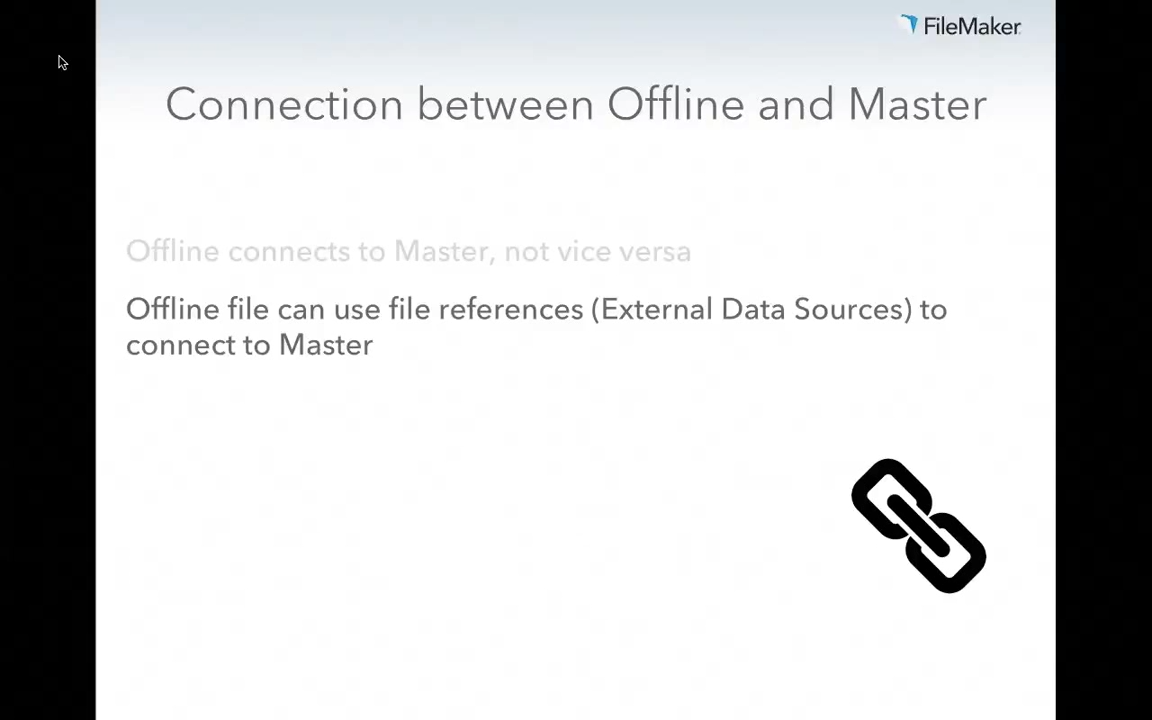 FileMaker
Connection between Offline and Master
Offline connects to Master, not vice versa
Offline file can use file references (External Data Sources) to
connect to Master